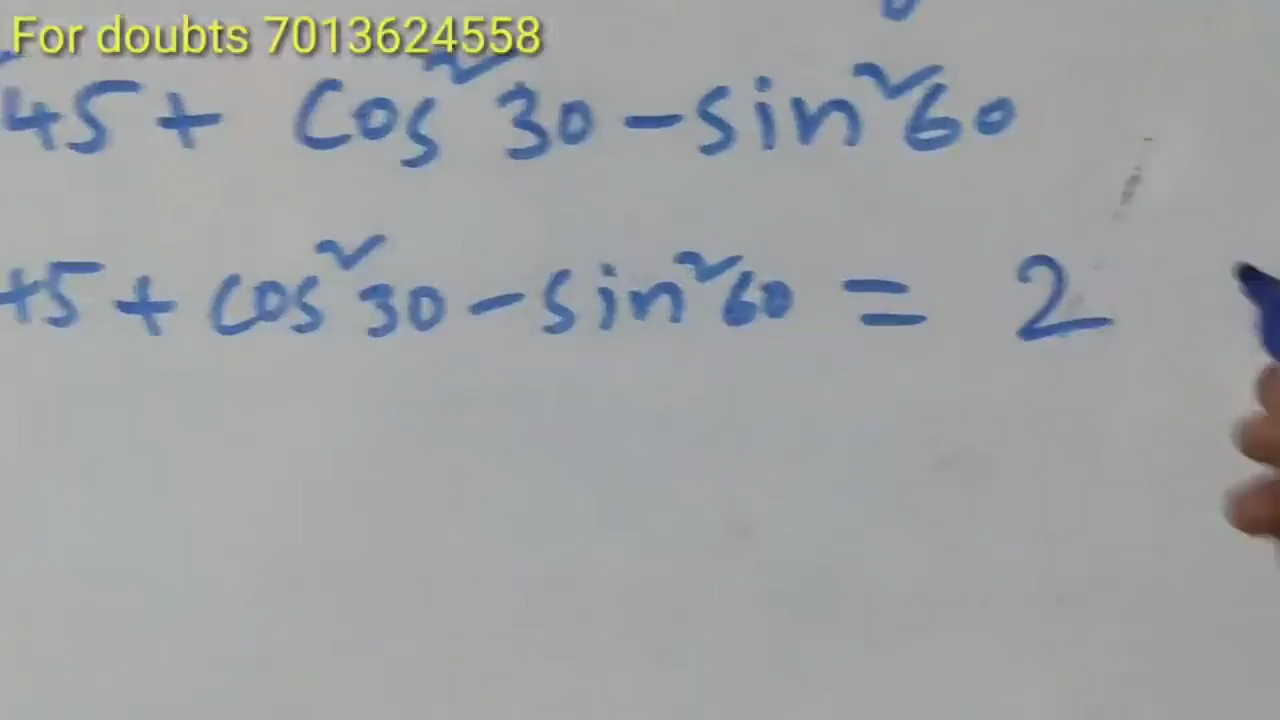 For doubts 7013624558
45 + cos²30 - sin²60
45 + cos²30 - sin²60 = 2